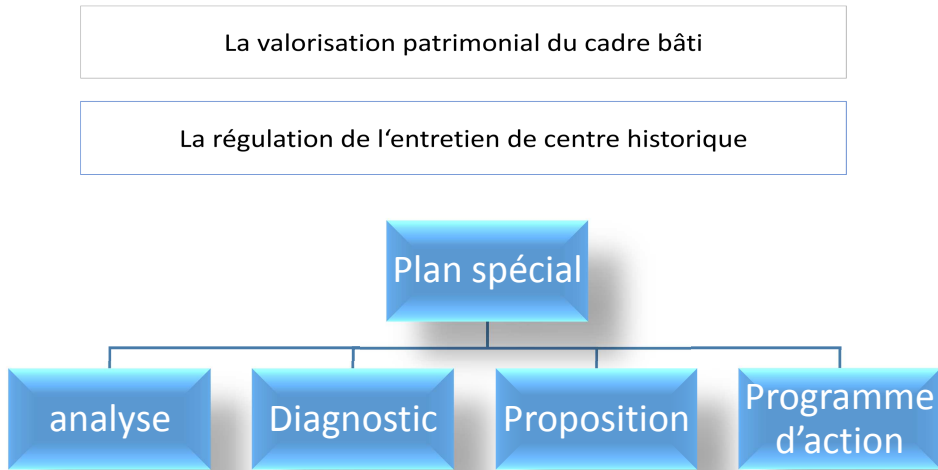 La valorisation patrimonial du cadre bâti
La régulation de l‘entretien de centre historique
Plan spécial
analyse
Diagnostic
Proposition
Programme
d’action